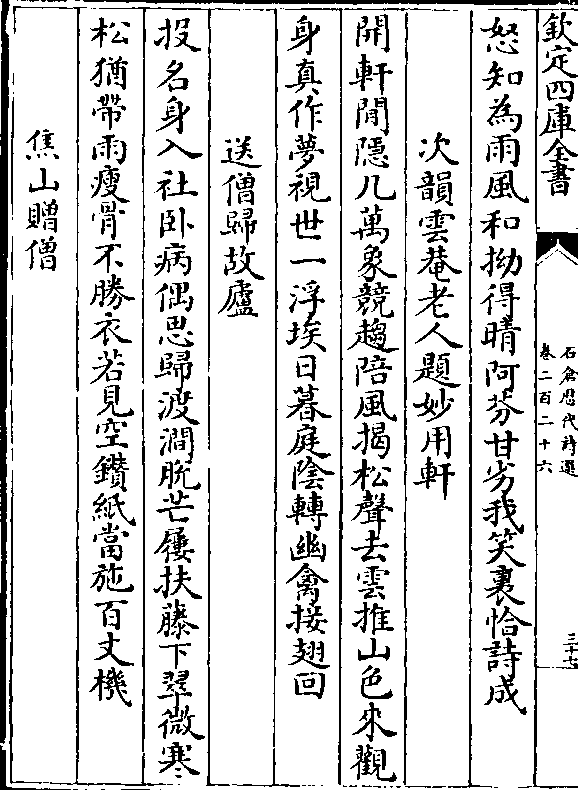 欽定四庫全書
石倉歷代詩選
卷二百二十六
三十七
怒知為雨風和拗得晴阿芬甘劣我笑裏恰詩成
次韻雲菴老人題妙用軒
開軒閒隱几萬象競趨陪風揭松聲去雲推山色來觀
身真作夢視世一浮埃日暮庭陰轉幽禽接翅回
送僧歸故廬
投名身入社卧病偶思歸渡澗脫芒屨扶藤下翠微寒
松猶帶雨瘦骨不勝衣若見空鑽紙當施百丈機
焦山贈僧